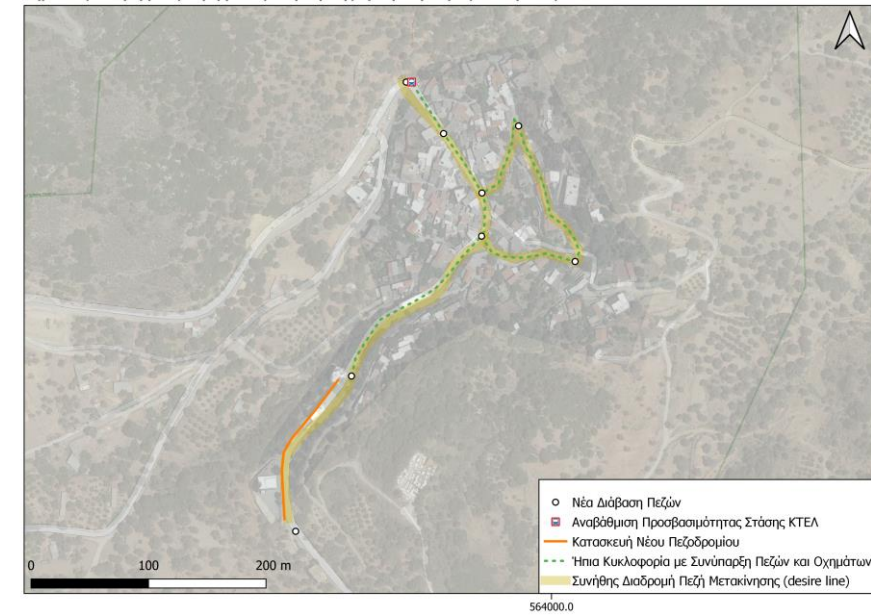 Νέα Διάβαση Πεζών
Αναβάθμιση Προσβασιμότητας Στάσης ΚΤΕΛ
Κατασκευή Νέου Πεζοδρομίου
Ήπια Κυκλοφορία με Συνύπαρξη Πεζών και Οχημάτων
Συνήθης Διαδρομή Πεζή Μετακίνησης (desire line)
0 100 200 m
564000.0